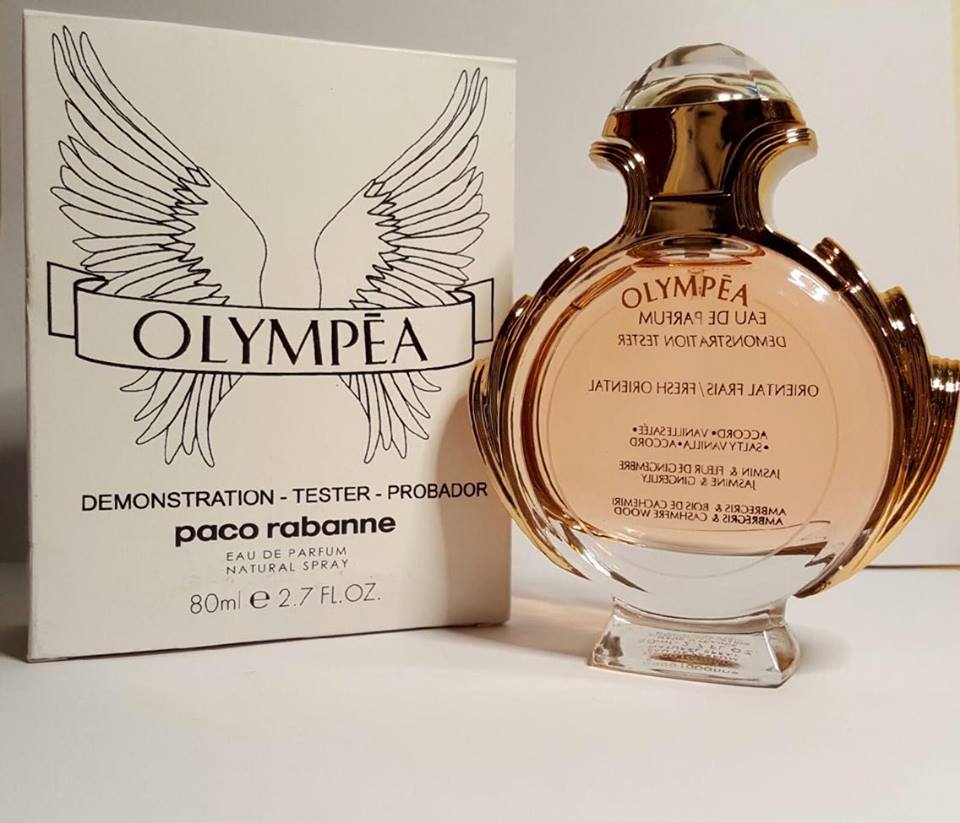 OLYMPĒA
DEMONSTRATION - TESTER - PROBADOR
paco rabanne
EAU DE PARFUM
NATURAL SPRAY
80ml e 2.7 FL.OZ.
OLYMPĒA
EAU DE PARFUM
DEMONSTRATION TESTER
ORIENTAL FRAIS/FRESH ORIENTAL
ACCORD•VANILLE SALÉE•
•SALTY VANILLA•ACCORD
JASMIN & FLEUR DE GINGEMBRE
JASMINE & GINGERLILY
AMBREGRIS & BOIS DE CACHEMIRE
AMBERGRIS & CASHMERE WOOD
paco rabanne